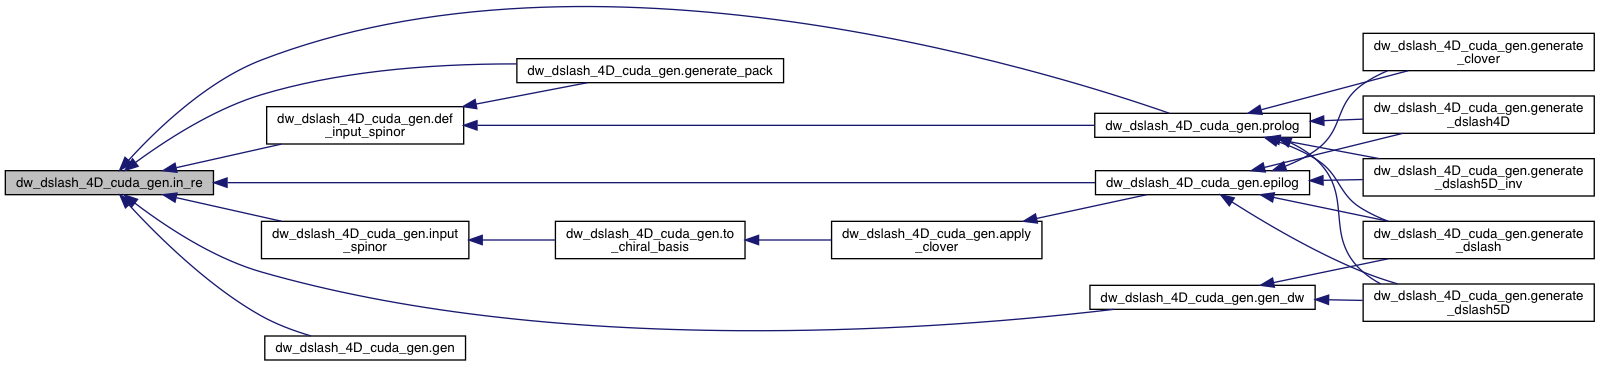 dw_dslash_4D_cuda_gen.in_re
dw_dslash_4D_cuda_gen.generate_pack
dw_dslash_4D_cuda_gen.def
_input_spinor
dw_dslash_4D_cuda_gen.input
_spinor
dw_dslash_4D_cuda_gen.gen
dw_dslash_4D_cuda_gen.to
_chiral_basis
dw_dslash_4D_cuda_gen.apply
_clover
dw_dslash_4D_cuda_gen.prolog
dw_dslash_4D_cuda_gen.epilog
dw_dslash_4D_cuda_gen.gen_dw
dw_dslash_4D_cuda_gen.generate
_clover
dw_dslash_4D_cuda_gen.generate
_dslash4D
dw_dslash_4D_cuda_gen.generate
_dslash5D_inv
dw_dslash_4D_cuda_gen.generate
_dslash
dw_dslash_4D_cuda_gen.generate
_dslash5D